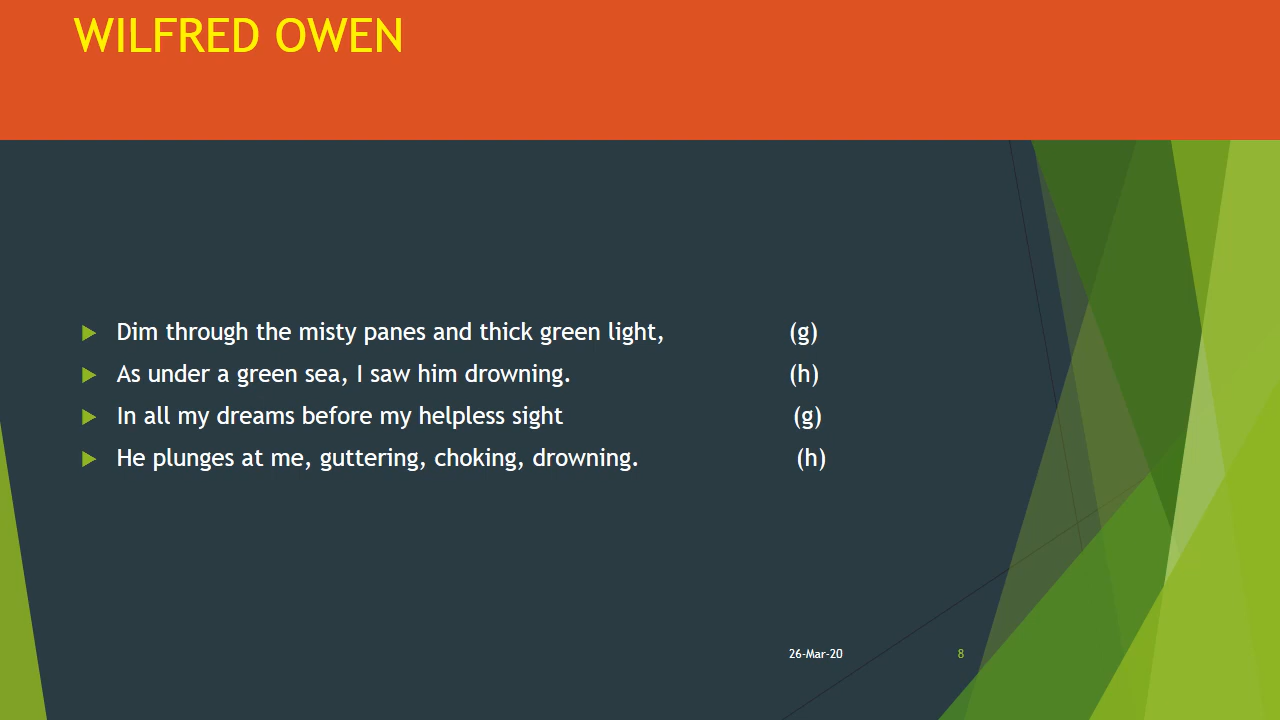 WILFRED OWEN
Dim through the misty panes and thick green light, (g)
As under a green sea, I saw him drowning. (h)
In all my dreams before my helpless sight (g)
He plunges at me, guttering, choking, drowning. (h)
26-Mar-20 8